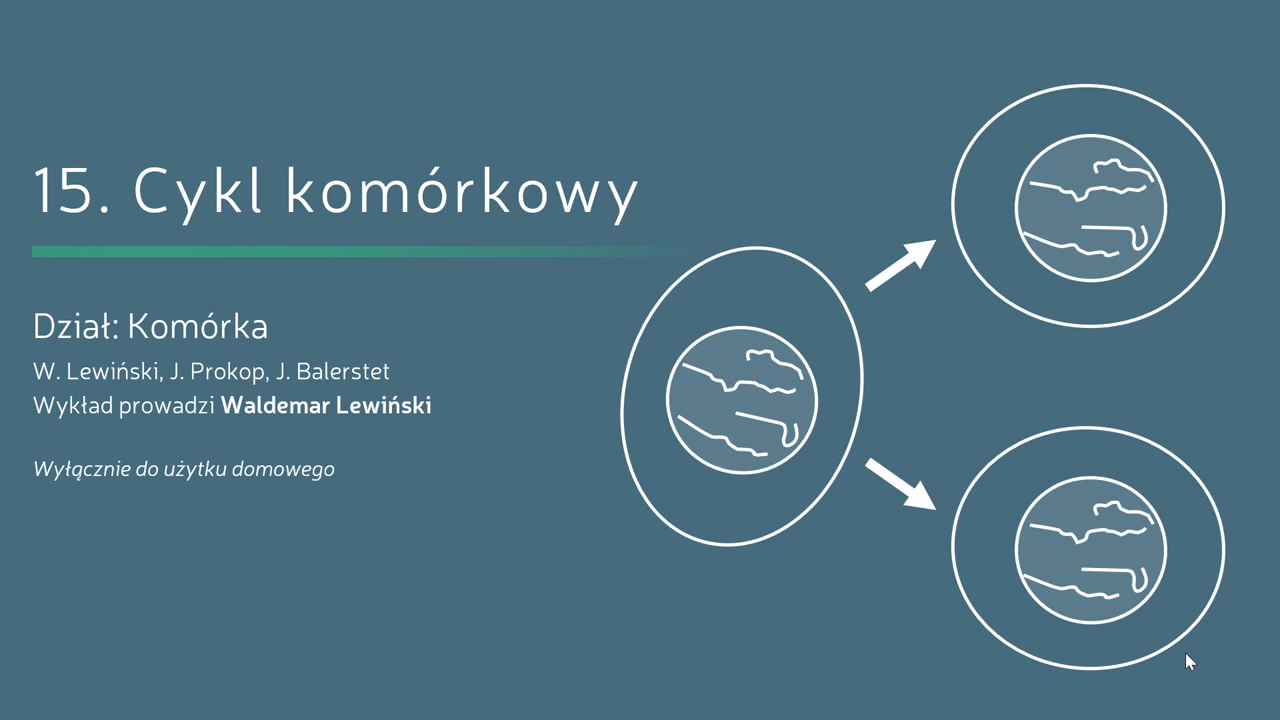 15. Cykl komórkowy
Dział: Komórka
W. Lewiński, J. Prokop, J. Balerstet
Wykład prowadzi Waldemar Lewiński
Wyłącznie do użytku domowego